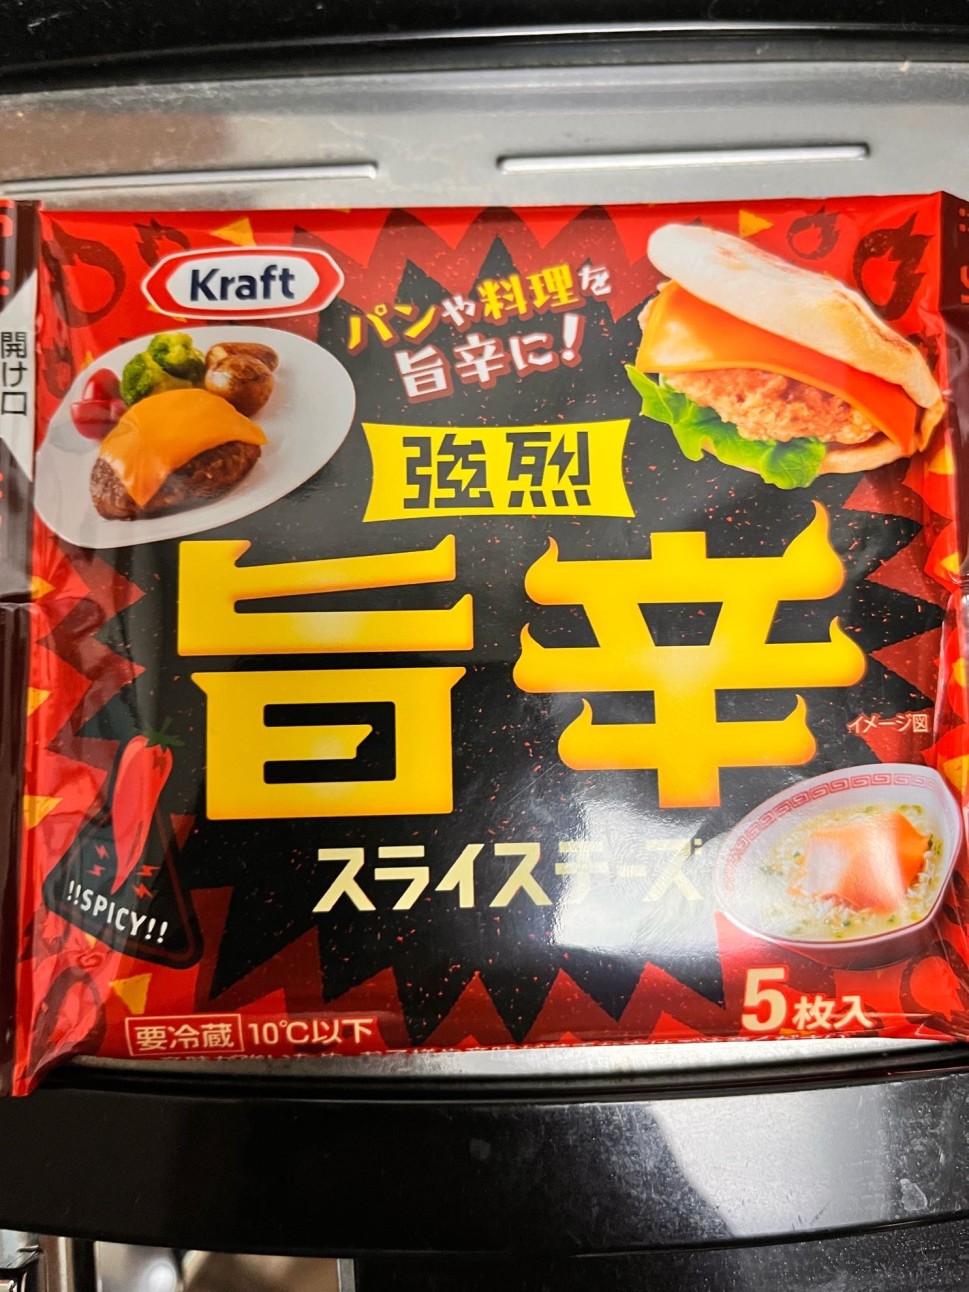 Kraft
パンや料理を
旨辛に!
開け口
強烈
旨辛
イメージ図
スライスチーズ
!!SPICY!!
5枚入
要冷蔵 10℃以下